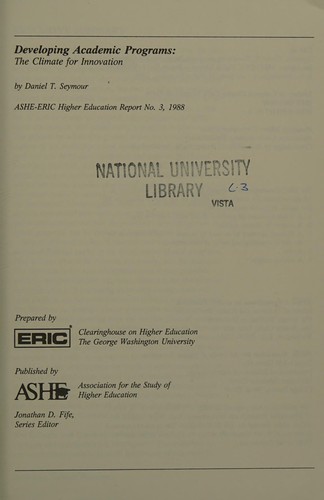 Developing Academic Programs:
The Climate for Innovation
by Daniel T. Seymour
ASHE-ERIC Higher Education Report No. 3, 1988
NATIONAL UNIVERSITY
LIBRARY C.3
VISTA
Prepared by
ERIC® Clearinghouse on Higher Education
The George Washington University
Published by
ASHE Association for the Study of
Higher Education
Jonathan D. Fife,
Series Editor